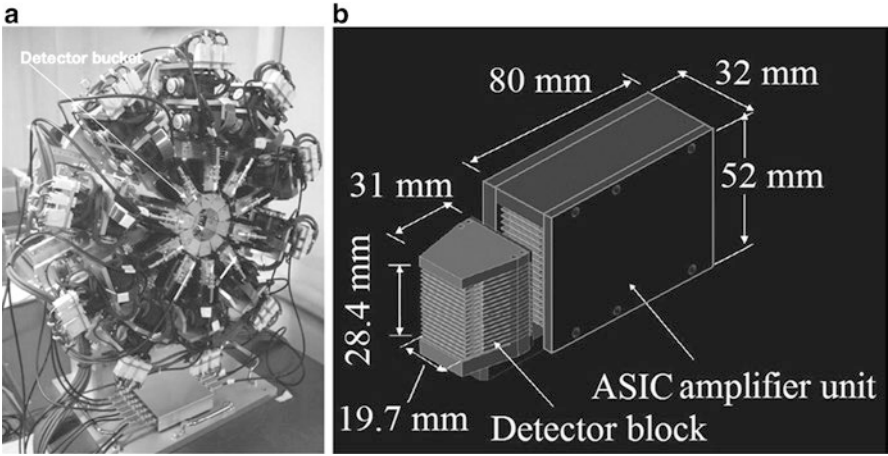 a
Detector bucket
b
80 mm
32 mm
31 mm
52 mm
28.4 mm
19.7 mm
ASIC amplifier unit
Detector block